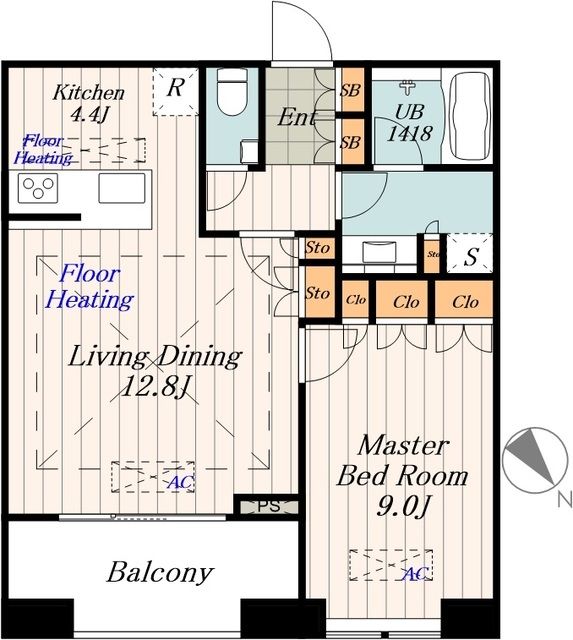 Kitchen
4.4J
R
Ent
SB
SB
UB
1418
Floor
Heating
Floor
Heating
Living Dining
12.8J
AC
Sto
Sto
Sto
S
Clo
Clo
Clo
Master
Bed Room
9.0J
AC
PS
Balcony
N